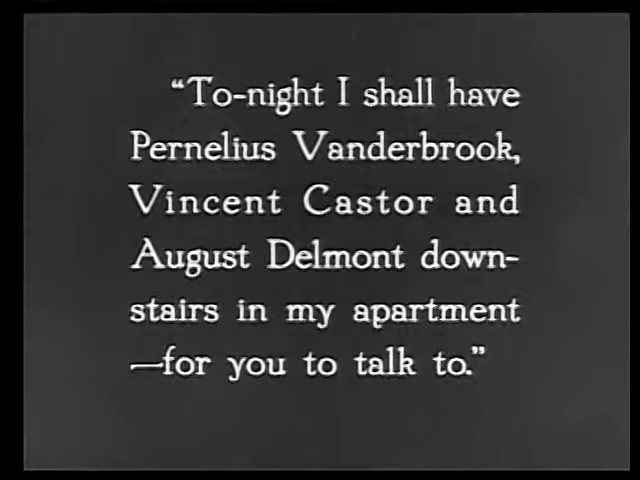 “To-night I shall have
Pernelius Vanderbrook,
Vincent Castor and
August Delmont down-
stairs in my apartment
—for you to talk to.”